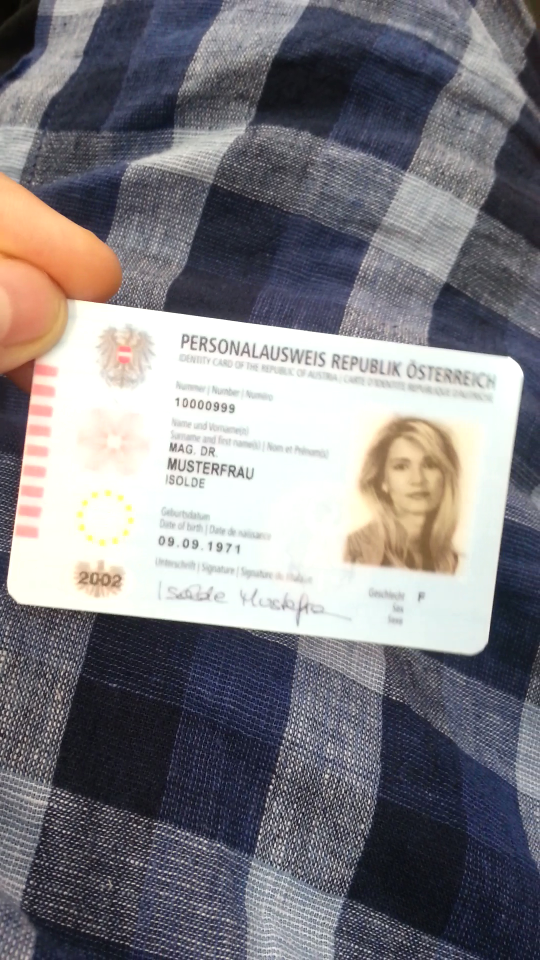 PERSONALAUSWEIS REPUBLIK ÖSTERREICH
IDENTITY CARD OF THE REPUBLIC OF AUSTRIA | CARTE D'IDENTITÉ RÉPUBLIQUE D'AUTRICHE
Nummer | Number | Numéro
10000999
Name und Vorname(n)
Surname and first name(s) | Nom et Prénom(s)
MAG. DR.
MUSTERFRAU
ISOLDE
Geburtsdatum
Date of birth | Date de naissance
09.09.1971
Unterschrift | Signature | Signature du titulaire
Isolde Musterfrau
Geschlecht F
Sex
Sexe
2002